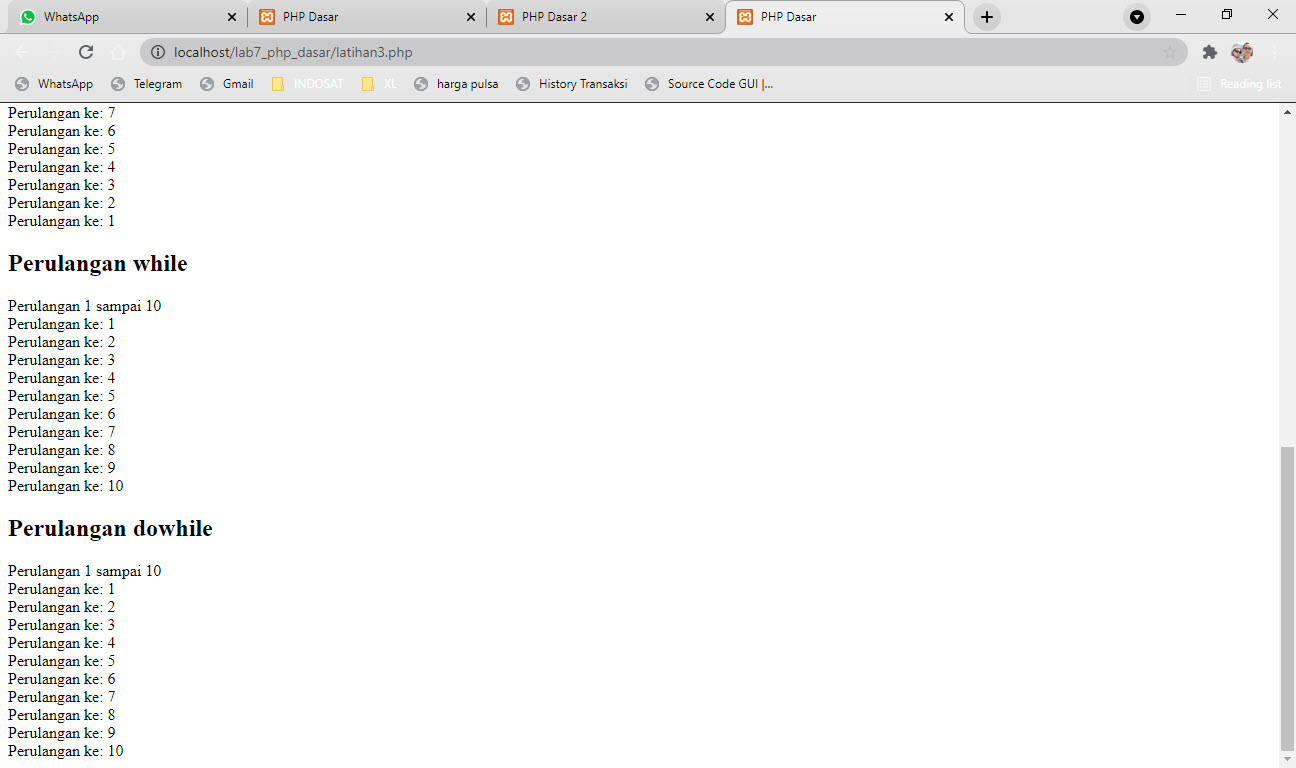 WhatsApp PHP Dasar PHP Dasar 2 PHP Dasar
localhost/lab7_php_dasar/latihan3.php
WhatsApp Telegram Gmail INDOSAT XL harga pulsa History Transaksi Source Code GUI |... Reading list
Perulangan ke: 7
Perulangan ke: 6
Perulangan ke: 5
Perulangan ke: 4
Perulangan ke: 3
Perulangan ke: 2
Perulangan ke: 1
Perulangan while
Perulangan 1 sampai 10
Perulangan ke: 1
Perulangan ke: 2
Perulangan ke: 3
Perulangan ke: 4
Perulangan ke: 5
Perulangan ke: 6
Perulangan ke: 7
Perulangan ke: 8
Perulangan ke: 9
Perulangan ke: 10
Perulangan dowhile
Perulangan 1 sampai 10
Perulangan ke: 1
Perulangan ke: 2
Perulangan ke: 3
Perulangan ke: 4
Perulangan ke: 5
Perulangan ke: 6
Perulangan ke: 7
Perulangan ke: 8
Perulangan ke: 9
Perulangan ke: 10